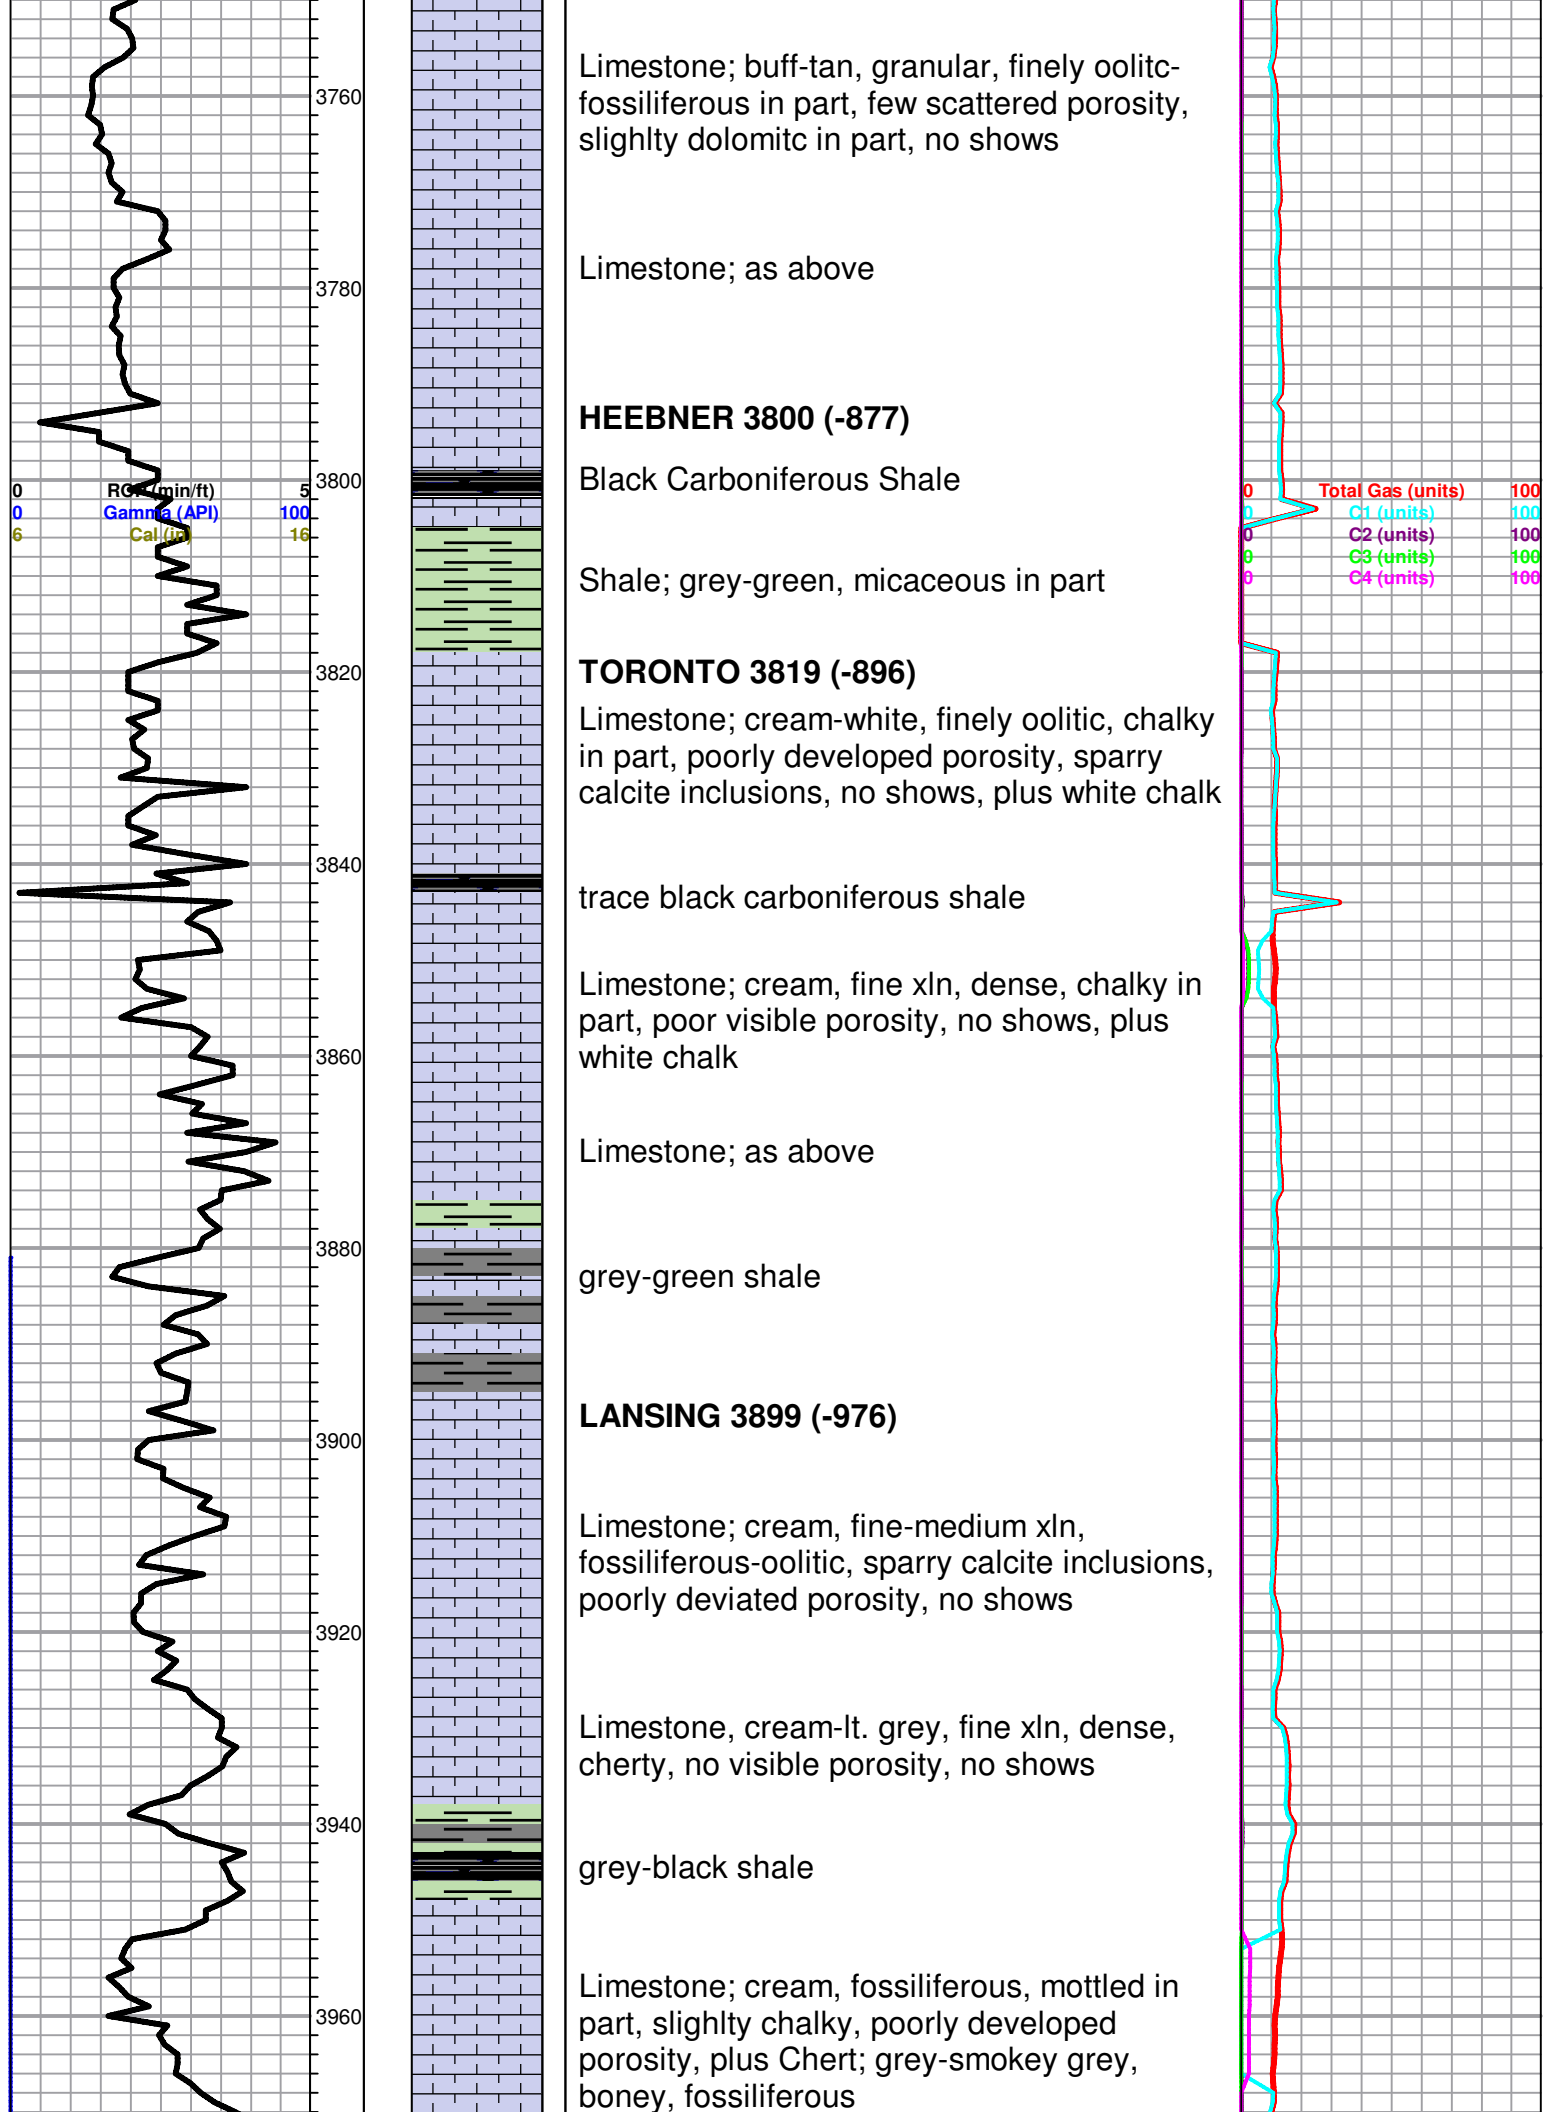 Limestone; buff-tan, granular, finely oolitc-
fossiliferous in part, few scattered porosity,
slighlty dolomitc in part, no shows
3760
Limestone; as above
3780
HEEBNER 3800 (-877)
Black Carboniferous Shale
3800
0 ROP (min/ft) 5
0 Gamma (API) 100
6 Cal (in) 16
0 Total Gas (units) 100
0 C1 (units) 100
0 C2 (units) 100
0 C3 (units) 100
0 C4 (units) 100
Shale; grey-green, micaceous in part
TORONTO 3819 (-896)
3820
Limestone; cream-white, finely oolitic, chalky
in part, poorly developed porosity, sparry
calcite inclusions, no shows, plus white chalk
3840
trace black carboniferous shale
Limestone; cream, fine xln, dense, chalky in
part, poor visible porosity, no shows, plus
white chalk
3860
Limestone; as above
3880
grey-green shale
LANSING 3899 (-976)
3900
Limestone; cream, fine-medium xln,
fossiliferous-oolitic, sparry calcite inclusions,
poorly deviated porosity, no shows
3920
Limestone, cream-lt. grey, fine xln, dense,
cherty, no visible porosity, no shows
3940
grey-black shale
Limestone; cream, fossiliferous, mottled in
part, slighlty chalky, poorly developed
porosity, plus Chert; grey-smokey grey,
boney, fossiliferous
3960